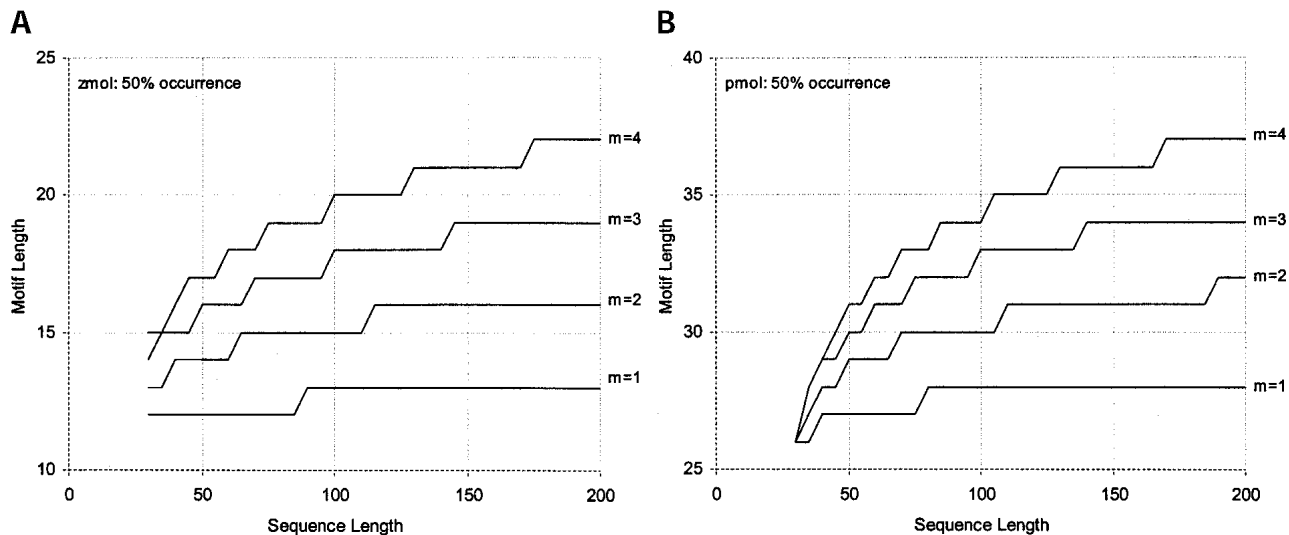 A
25
20
15
10
0
50
100
150
200
zmol: 50% occurrence
m=4
m=3
m=2
m=1
Motif Length
Sequence Length
B
40
35
30
25
0
50
100
150
200
pmol: 50% occurrence
m=4
m=3
m=2
m=1
Motif Length
Sequence Length